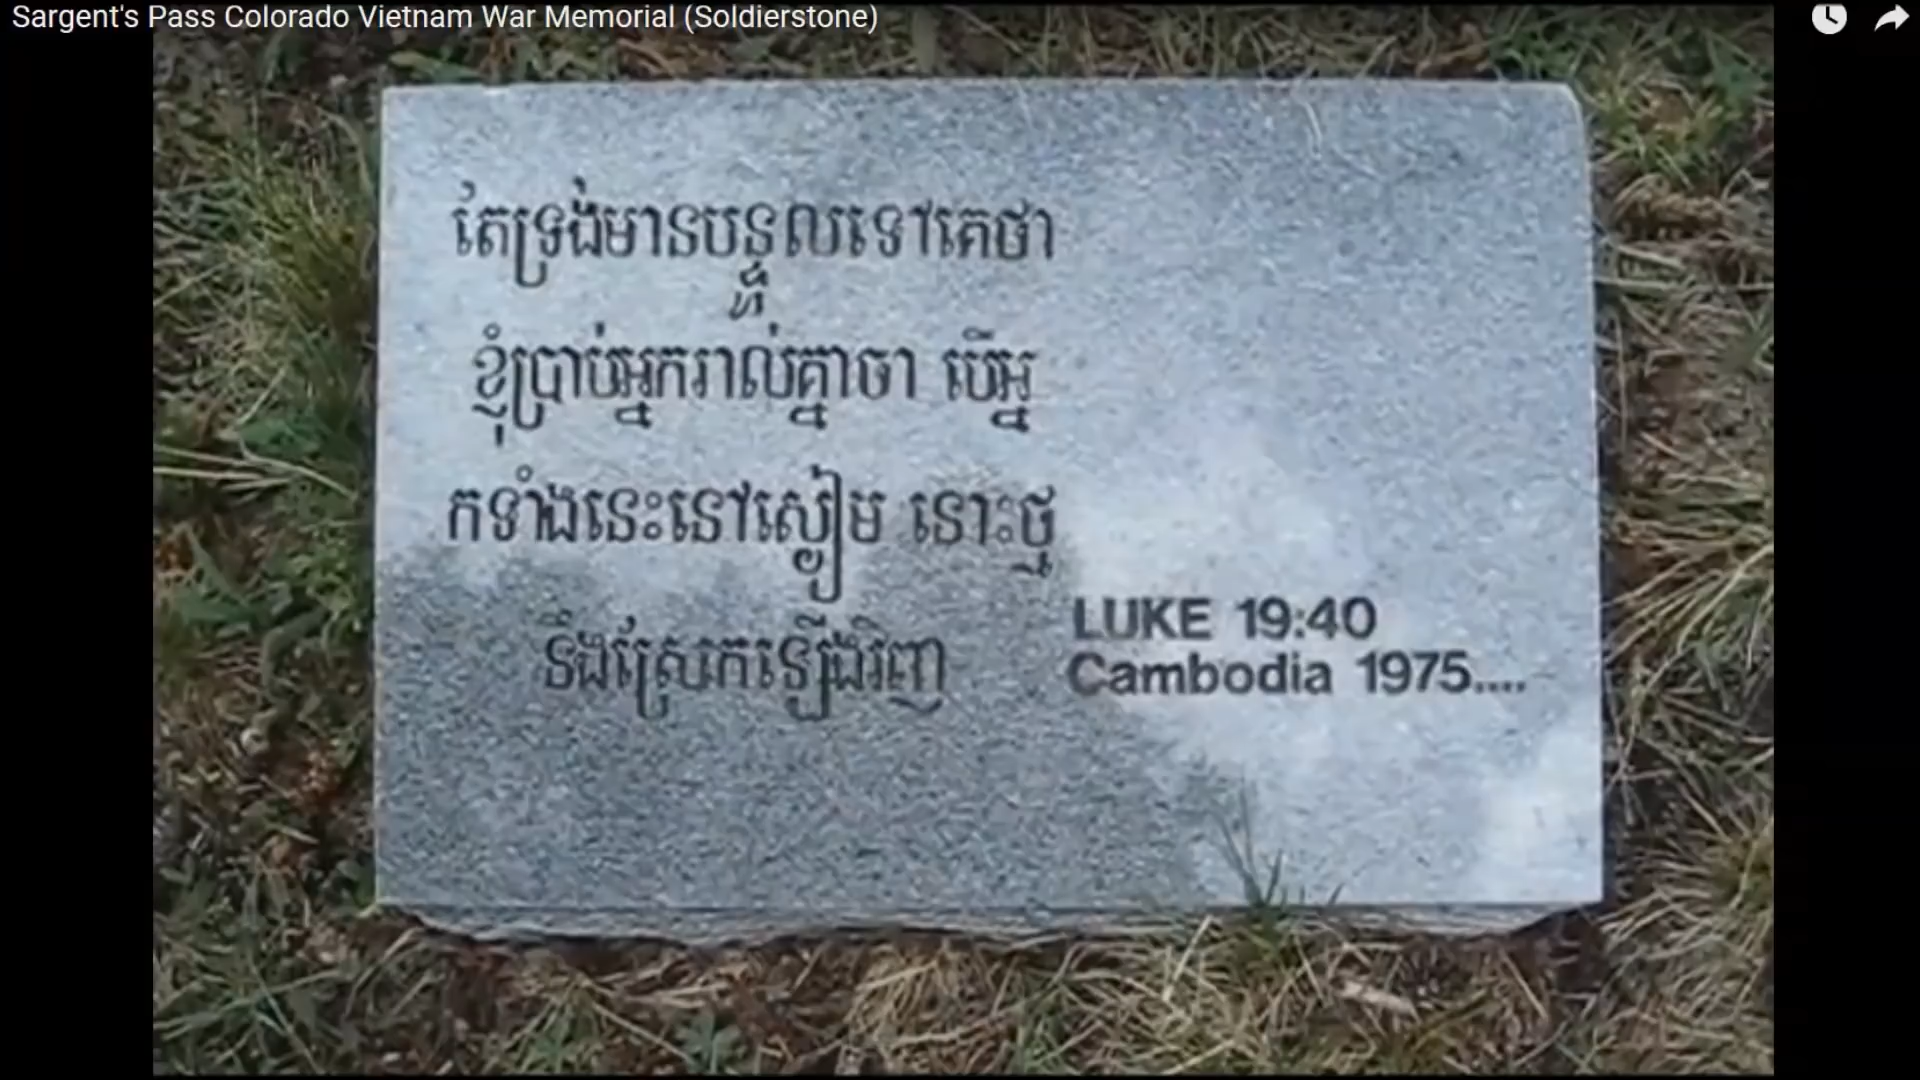 Sargent's Pass Colorado Vietnam War Memorial (Soldierstone)
តែទ្រង់មានបន្ទូលទៅគេថា
ខ្ញុំប្រាប់អ្នករាល់គ្នាថា បើអ្ន
កទាំងនេះនៅស្ងៀម នោះថ្ម
នឹងស្រែកឡើងវិញ
LUKE 19:40
Cambodia 1975....